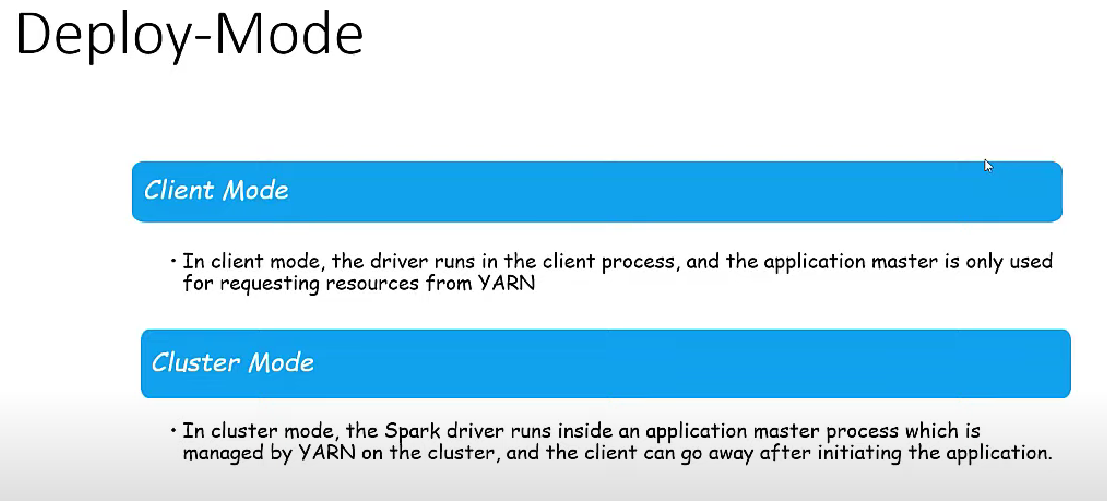 Deploy-Mode
Client Mode
• In client mode, the driver runs in the client process, and the application master is only used
for requesting resources from YARN
Cluster Mode
• In cluster mode, the Spark driver runs inside an application master process which is
managed by YARN on the cluster, and the client can go away after initiating the application.